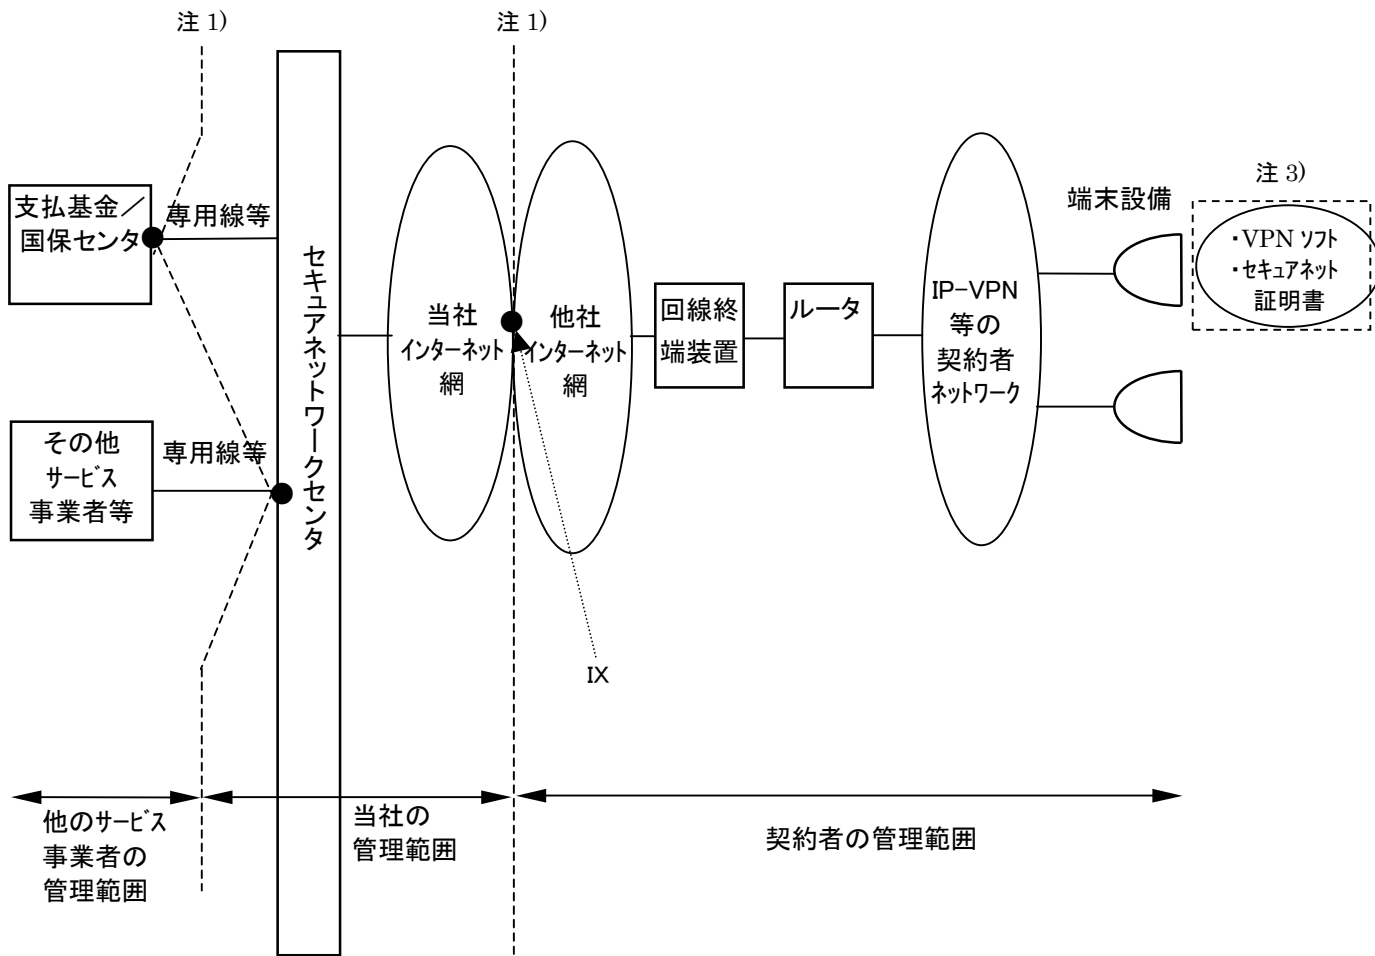 注 1)
注 1)
支払基金／
国保センタ
専用線等
セキュアネットワークセンタ
当社
インターネット
網
他社
インターネット
網
回線終
端装置
ルータ
IP-VPN
等の
契約者
ネットワーク
端末設備
注 3)
・VPN ソフト
・セキュアネット
証明書
その他
サービス
事業者等
専用線等
IX
他のサービス
事業者の
管理範囲
当社の
管理範囲
契約者の管理範囲